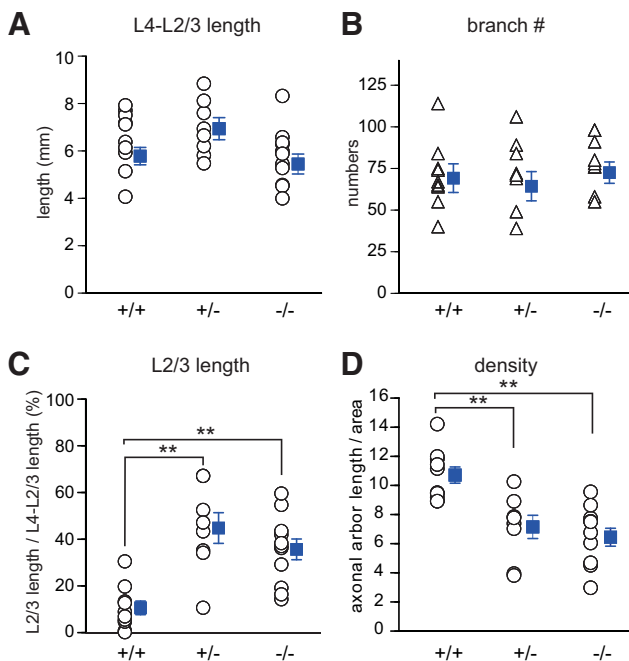 A
L4-L2/3 length
length (mm)
10
8
6
4
2
0
+/+ +/- -/-
B
branch #
numbers
125
100
75
50
25
0
+/+ +/- -/-
C
L2/3 length
L2/3 length / L4-L2/3 length (%)
100
80
60
40
20
0
**
**
+/+ +/- -/-
D
density
axonal arbor length / area
16
14
12
10
8
6
4
2
0
**
**
+/+ +/- -/-